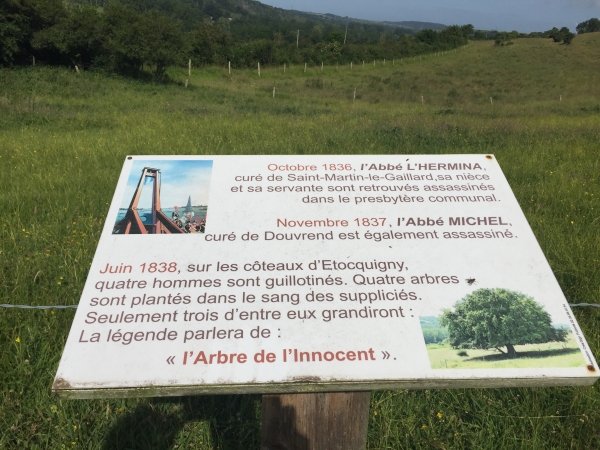 Octobre 1836, l'Abbé L'HERMINA,
curé de Saint-Martin-le-Gaillard,sa nièce
et sa servante sont retrouvés assassinés
dans le presbytère communal.
Novembre 1837, l'Abbé MICHEL,
curé de Douvrend est également assassiné.
Juin 1838, sur les côteaux d'Etocquigny,
quatre hommes sont guillotinés. Quatre arbres
sont plantés dans le sang des suppliciés.
Seulement trois d'entre eux grandiront :
La légende parlera de :
« l'Arbre de l'Innocent ».